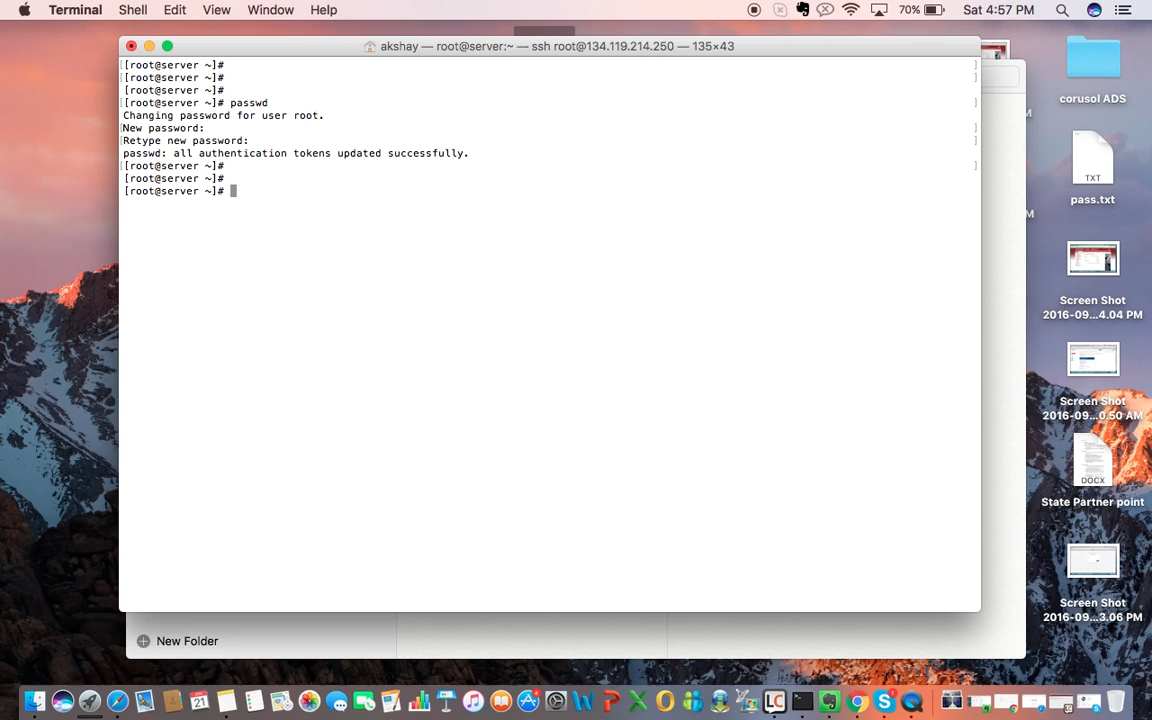 Terminal Shell Edit View Window Help 70% Sat 4:57 PM
akshay — root@server:~ — ssh root@134.119.214.250 — 135×43
[[root@server ~]# ]
[[root@server ~]# ]
[[root@server ~]#
[[root@server ~]# passwd ]
Changing password for user root.
[New password: ]
[Retype new password: ]
passwd: all authentication tokens updated successfully.
[[root@server ~]# ]
[root@server ~]#
[root@server ~]#
New Folder
corusol ADS
TXT
pass.txt
Screen Shot
2016-09...4.04 PM
Screen Shot
2016-09...0.50 AM
DOCX
State Partner point
Screen Shot
2016-09...3.06 PM
M
M
21
LC